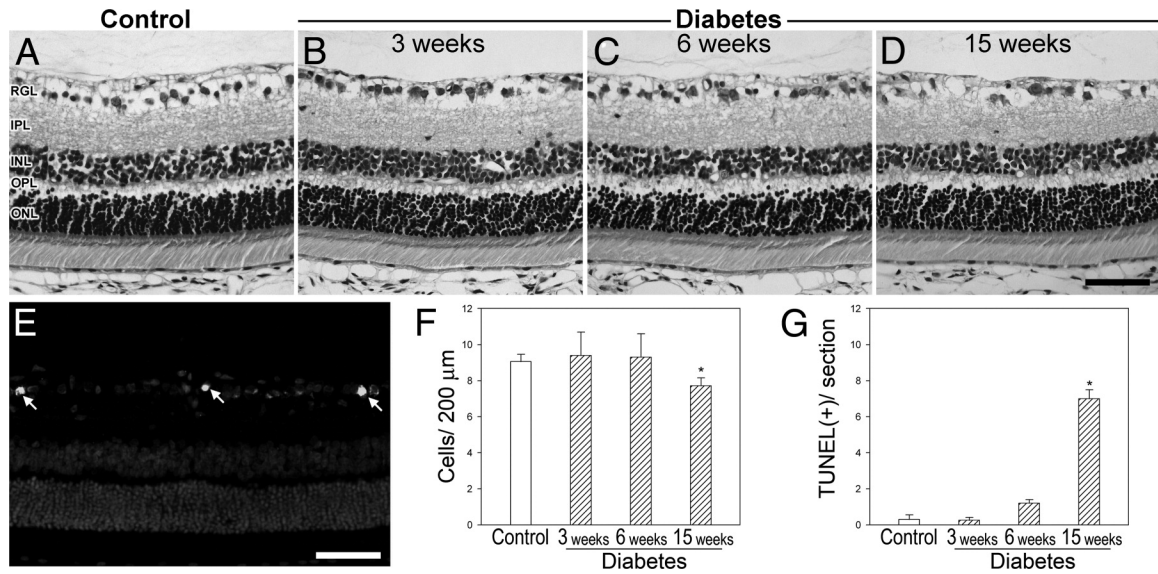 Control
Diabetes
A
B
3 weeks
C
6 weeks
D
15 weeks
RGL
IPL
INL
OPL
ONL
E
F
Cells/ 200 μm
12
10
8
6
4
2
0
*
Control
3 weeks
6 weeks
15 weeks
Diabetes
G
TUNEL(+)/ section
12
10
8
6
4
2
0
*
Control
3 weeks
6 weeks
15 weeks
Diabetes